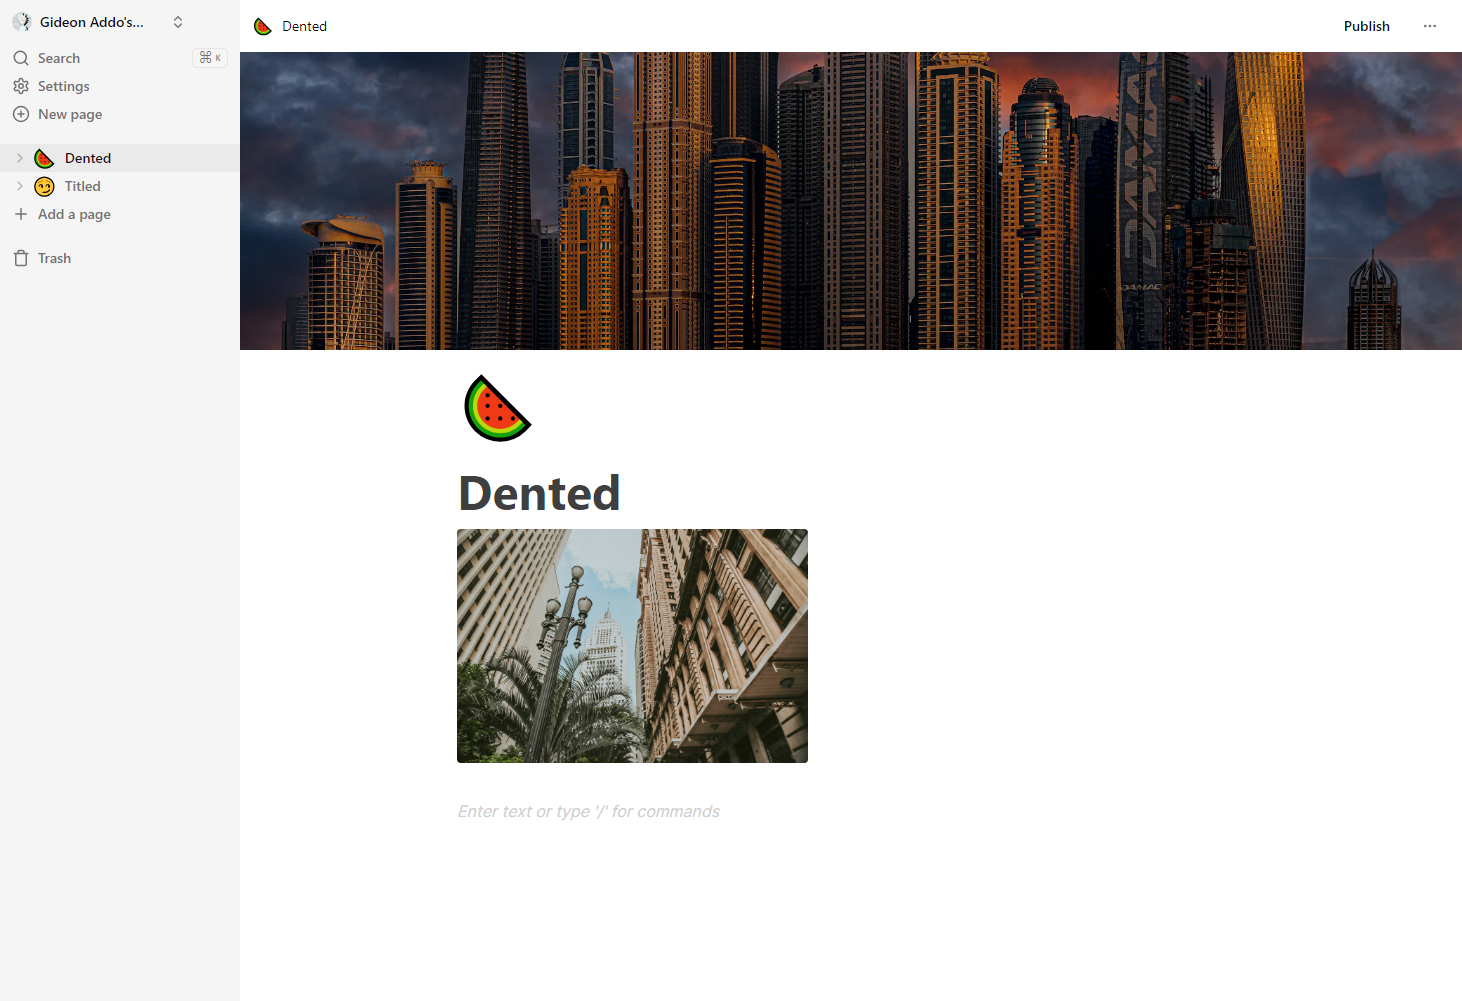 Gideon Addo's...
Search ⌘ K
Settings
New page
Dented
Titled
Add a page
Trash
Dented
Publish
DAMAC
DAMAC
Dented
Enter text or type '/' for commands